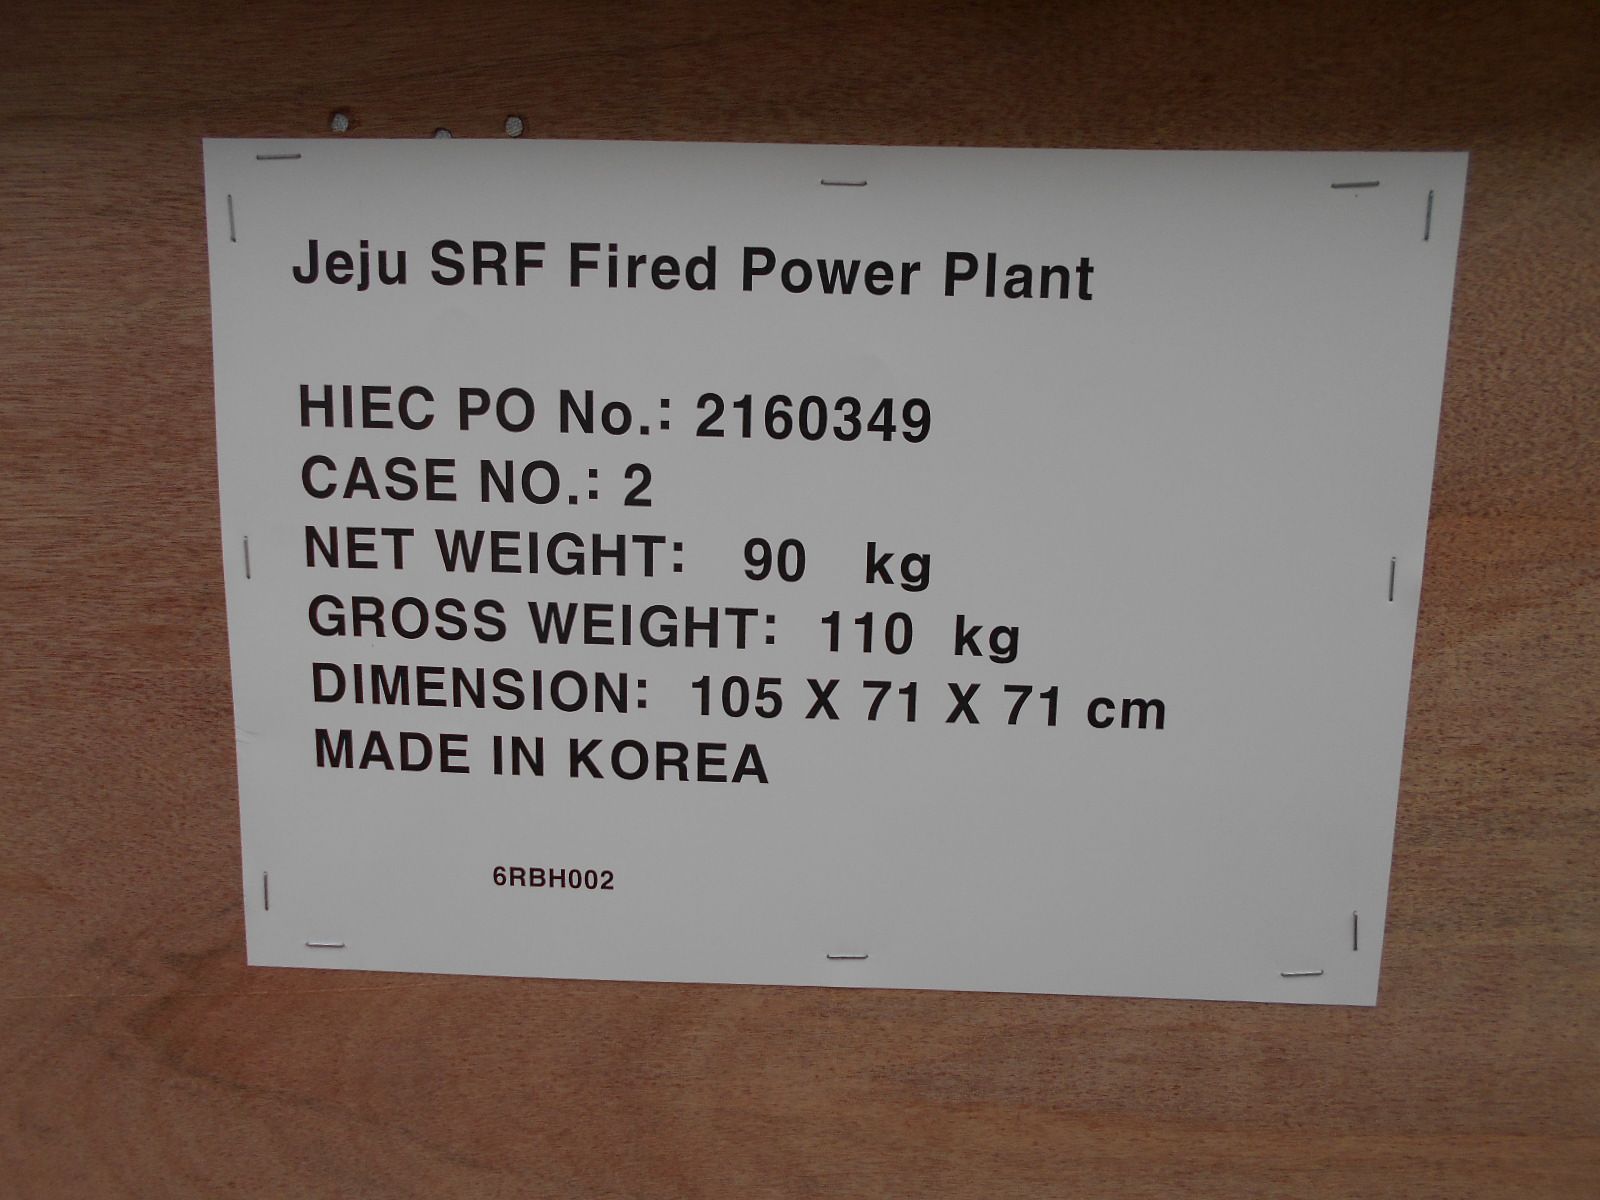 Jeju SRF Fired Power Plant
HIEC PO No.: 2160349
CASE NO.: 2
NET WEIGHT: 90 kg
GROSS WEIGHT: 110 kg
DIMENSION: 105 X 71 X 71 cm
MADE IN KOREA
6RBH002